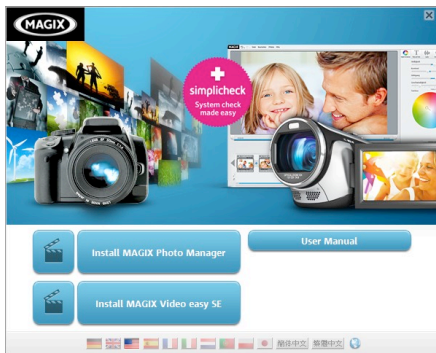 MAGIX
simplicheck
System check
made easy
Install MAGIX Photo Manager
User Manual
Install MAGIX Video easy SE
簡体中文 繁體中文